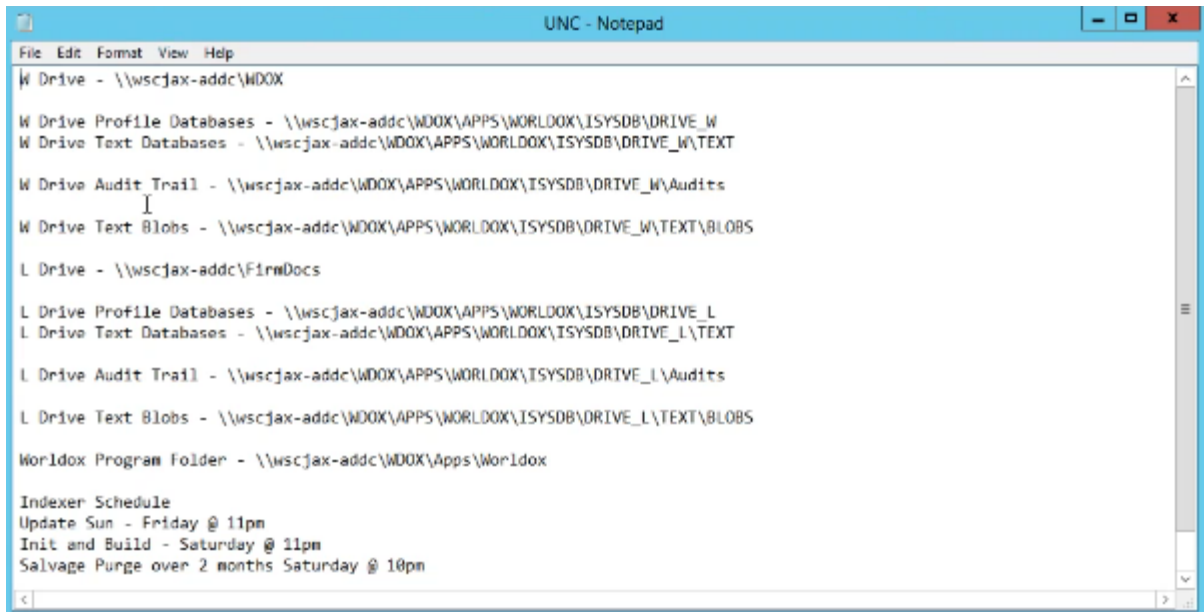 UNC - Notepad
File Edit Format View Help
W Drive - \\wscjax-addc\WDOX
W Drive Profile Databases - \\wscjax-addc\WDOX\APPS\WORLDOX\ISYSDB\DRIVE_W
W Drive Text Databases - \\wscjax-addc\WDOX\APPS\WORLDOX\ISYSDB\DRIVE_W\TEXT
W Drive Audit Trail - \\wscjax-addc\WDOX\APPS\WORLDOX\ISYSDB\DRIVE_W\Audits
W Drive Text Blobs - \\wscjax-addc\WDOX\APPS\WORLDOX\ISYSDB\DRIVE_W\TEXT\BLOBS
L Drive - \\wscjax-addc\FirmDocs
L Drive Profile Databases - \\wscjax-addc\WDOX\APPS\WORLDOX\ISYSDB\DRIVE_L
L Drive Text Databases - \\wscjax-addc\WDOX\APPS\WORLDOX\ISYSDB\DRIVE_L\TEXT
L Drive Audit Trail - \\wscjax-addc\WDOX\APPS\WORLDOX\ISYSDB\DRIVE_L\Audits
L Drive Text Blobs - \\wscjax-addc\WDOX\APPS\WORLDOX\ISYSDB\DRIVE_L\TEXT\BLOBS
Worldox Program Folder - \\wscjax-addc\WDOX\Apps\Worldox
Indexer Schedule
Update Sun - Friday @ 11pm
Init and Build - Saturday @ 11pm
Salvage Purge over 2 months Saturday @ 10pm